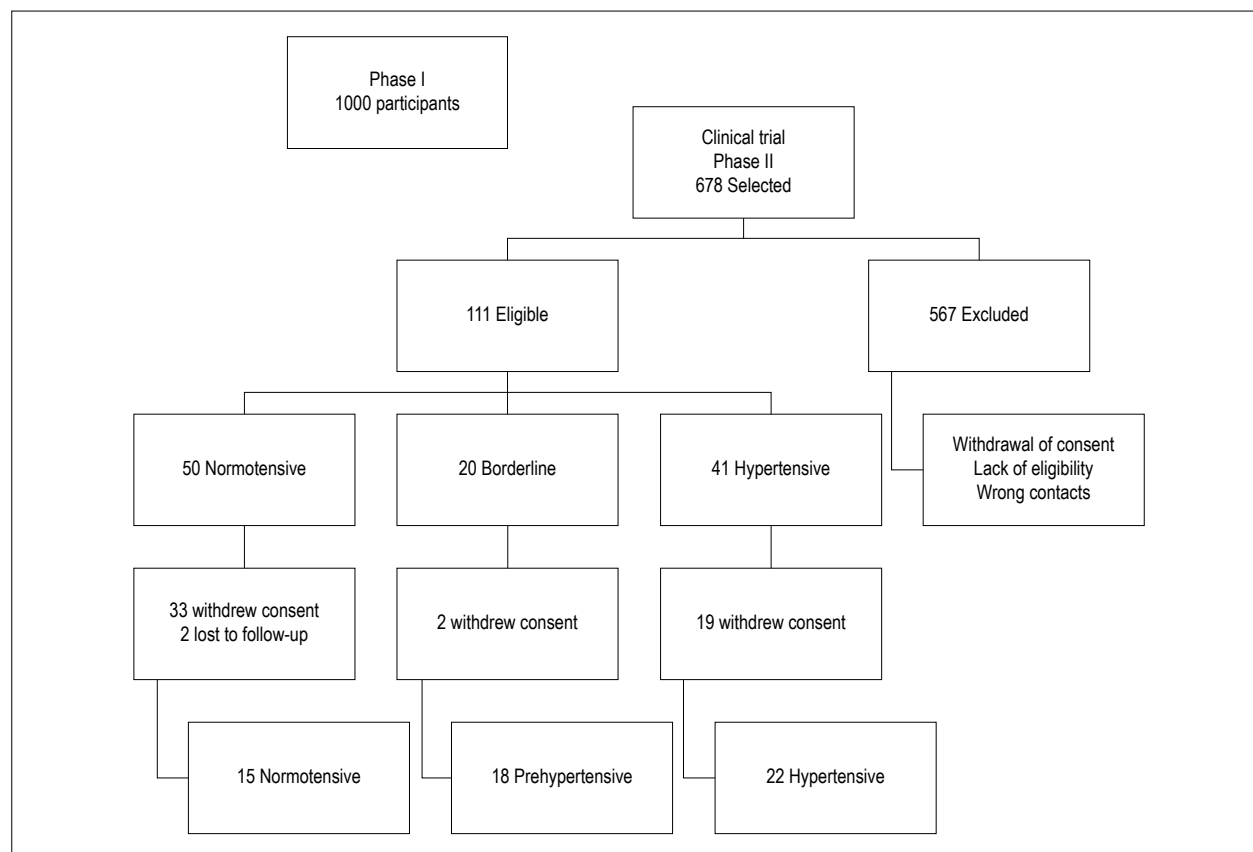 Phase I
1000 participants
Clinical trial
Phase II
678 Selected
111 Eligible
567 Excluded
50 Normotensive
20 Borderline
41 Hypertensive
Withdrawal of consent
Lack of eligibility
Wrong contacts
33 withdrew consent
2 lost to follow-up
2 withdrew consent
19 withdrew consent
15 Normotensive
18 Prehypertensive
22 Hypertensive